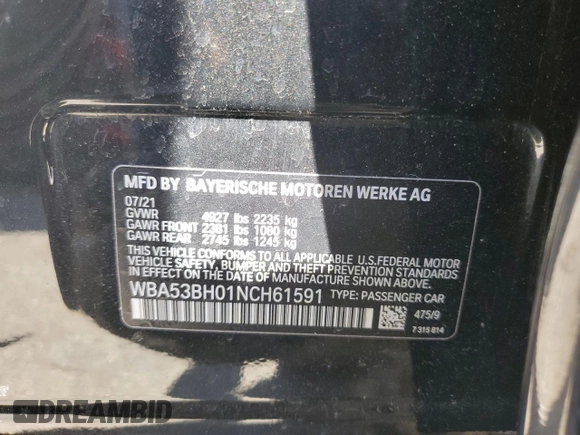 MFD BY BAYERISCHE MOTOREN WERKE AG
07/21
GVWR 4927 lbs 2235 kg
GAWR FRONT 2381 lbs 1080 kg
GAWR REAR 2745 lbs 1245 kg
THIS VEHICLE CONFORMS TO ALL APPLICABLE U.S.FEDERAL MOTOR
VEHICLE SAFETY, BUMPER AND THEFT PREVENTION STANDARDS
IN EFFECT ON THE DATE OF MANUFACTURE SHOWN ABOVE.
WBA53BH01NCH61591 TYPE: PASSENGER CAR
475/9
7 315 814
DREAMBID